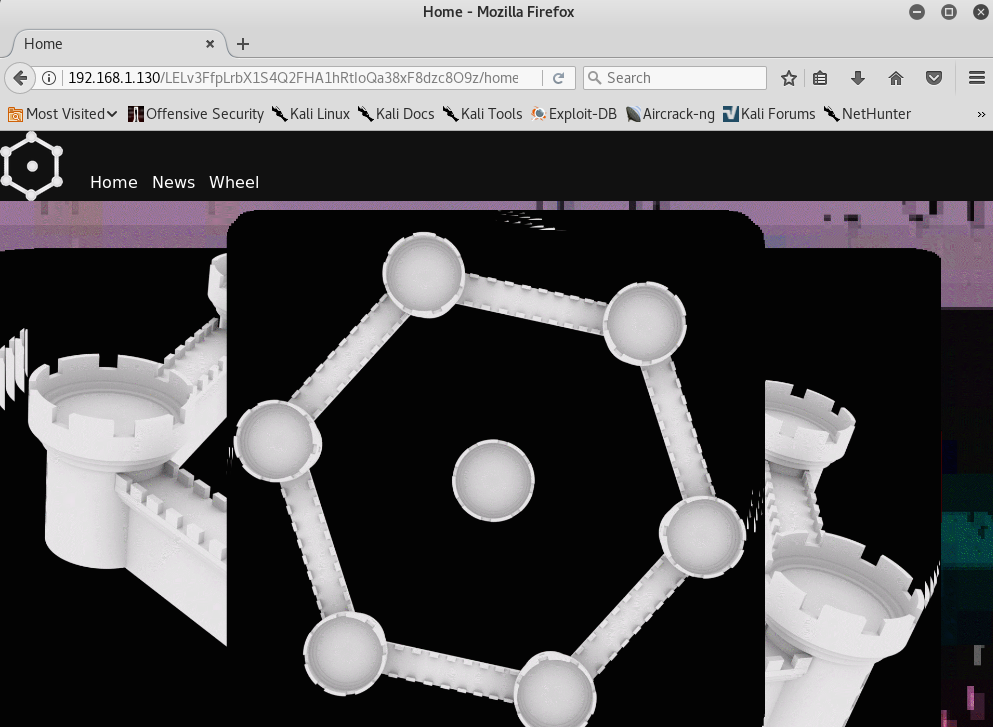 Home - Mozilla Firefox
Home
192.168.1.130/LELv3FfpLrbX1S4Q2FHA1hRtIoQa38xF8dzc8O9z/home
Search
Most Visited Offensive Security Kali Linux Kali Docs Kali Tools Exploit-DB Aircrack-ng Kali Forums NetHunter »
Home News Wheel